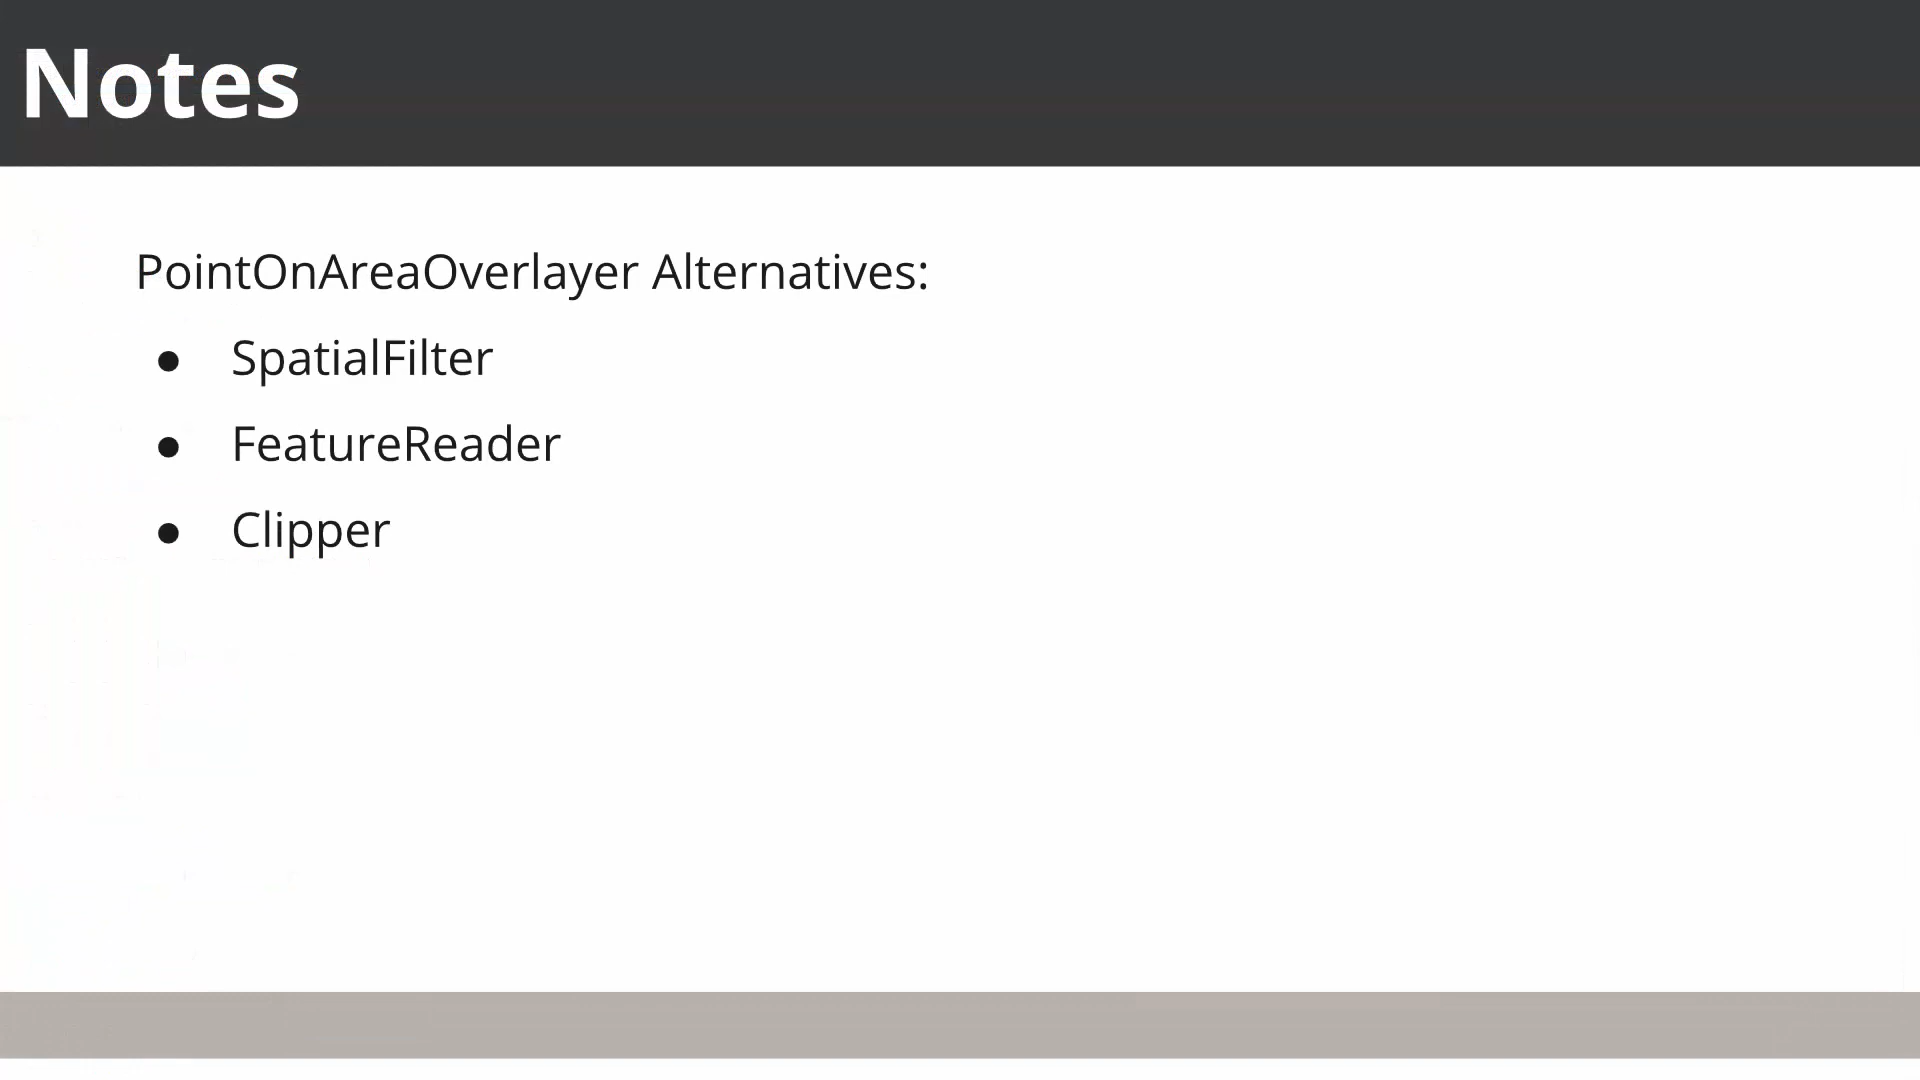 Notes
PointOnAreaOverlayer Alternatives:
● SpatialFilter
● FeatureReader
● Clipper